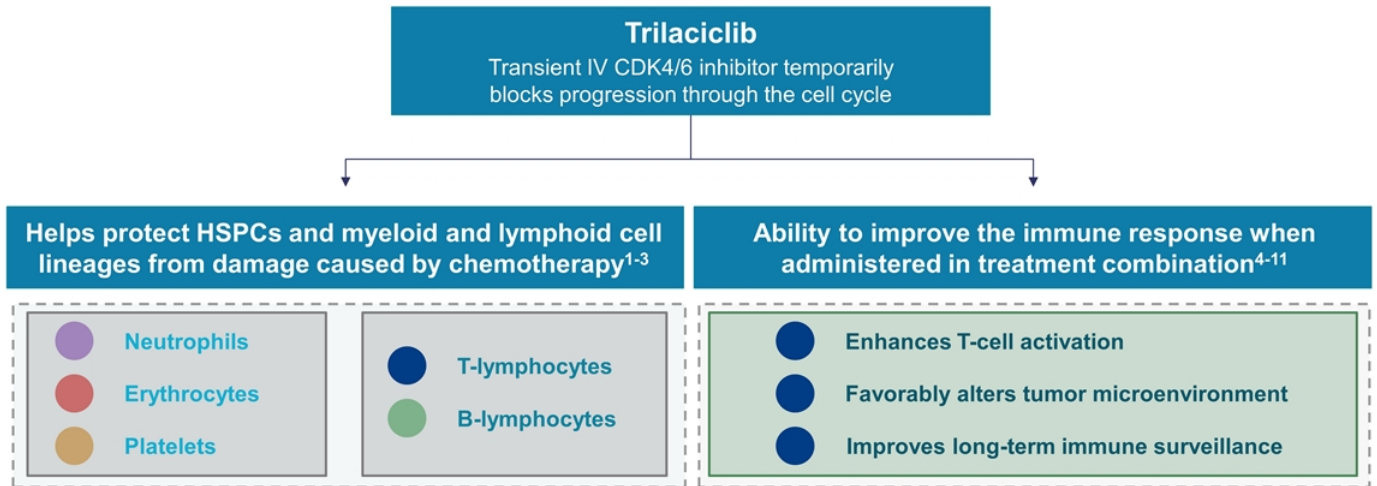 Trilaciclib
Transient IV CDK4/6 inhibitor temporarily
blocks progression through the cell cycle
Helps protect HSPCs and myeloid and lymphoid cell
lineages from damage caused by chemotherapy1-3
Neutrophils
Erythrocytes
Platelets
T-lymphocytes
B-lymphocytes
Ability to improve the immune response when
administered in treatment combination4-11
Enhances T-cell activation
Favorably alters tumor microenvironment
Improves long-term immune surveillance